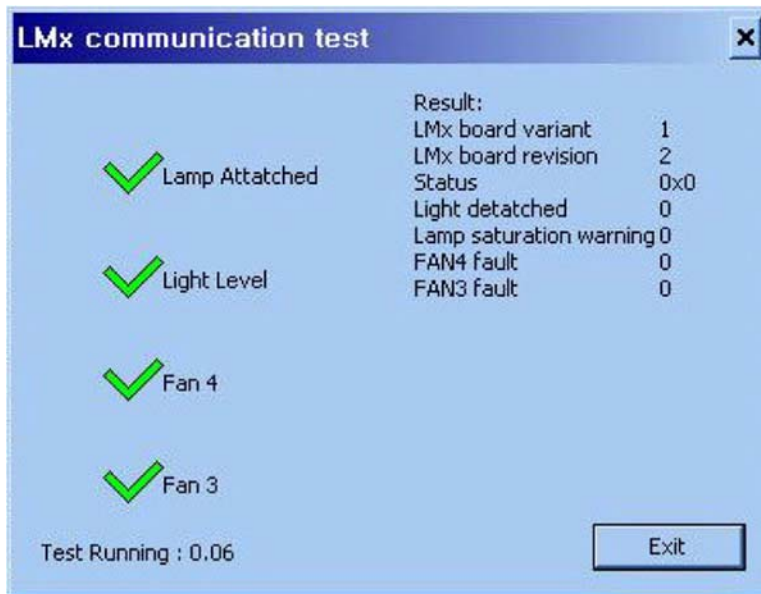 LMx communication test
Lamp Attatched
Light Level
Fan 4
Fan 3
Test Running : 0.06
Result:
LMx board variant 1
LMx board revision 2
Status 0x0
Light detatched 0
Lamp saturation warning 0
FAN4 fault 0
FAN3 fault 0
Exit